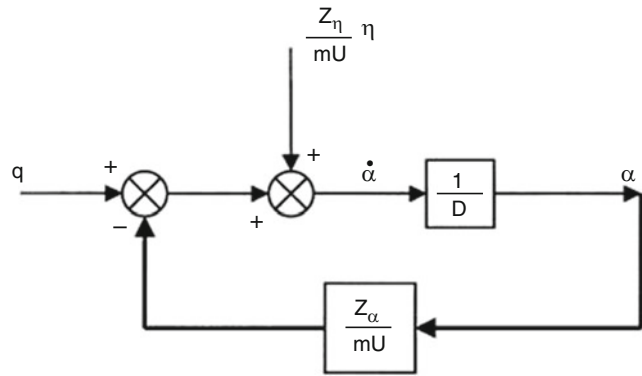 Z_η/mU η
q + − + + α̇ 1/D α
Z_α/mU